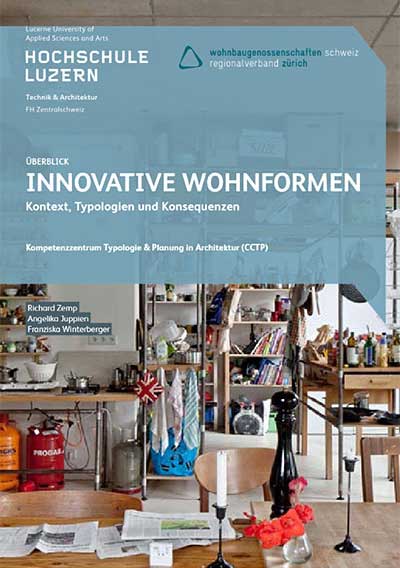 Lucerne University of
Applied Sciences and Arts
HOCHSCHULE
LUZERN
Technik & Architektur
FH Zentralschweiz
wohnbaugenossenschaften schweiz
regionalverband zürich
ÜBERBLICK
INNOVATIVE WOHNFORMEN
Kontext, Typologien und Konsequenzen
Kompetenzzentrum Typologie & Planung in Architektur (CCTP)
Richard Zemp
Angelika Juppien
Franziska Winterberger
PROGAS